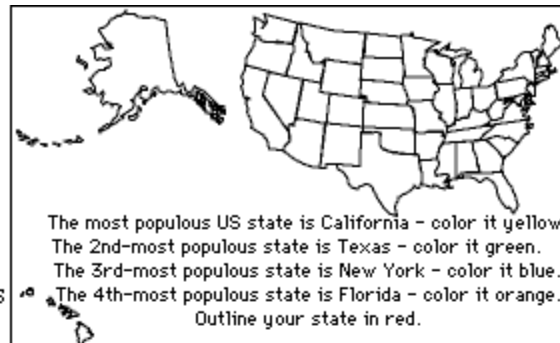 The most populous US state is California - color it yellow
The 2nd-most populous state is Texas - color it green.
The 3rd-most populous state is New York - color it blue.
The 4th-most populous state is Florida - color it orange.
Outline your state in red.